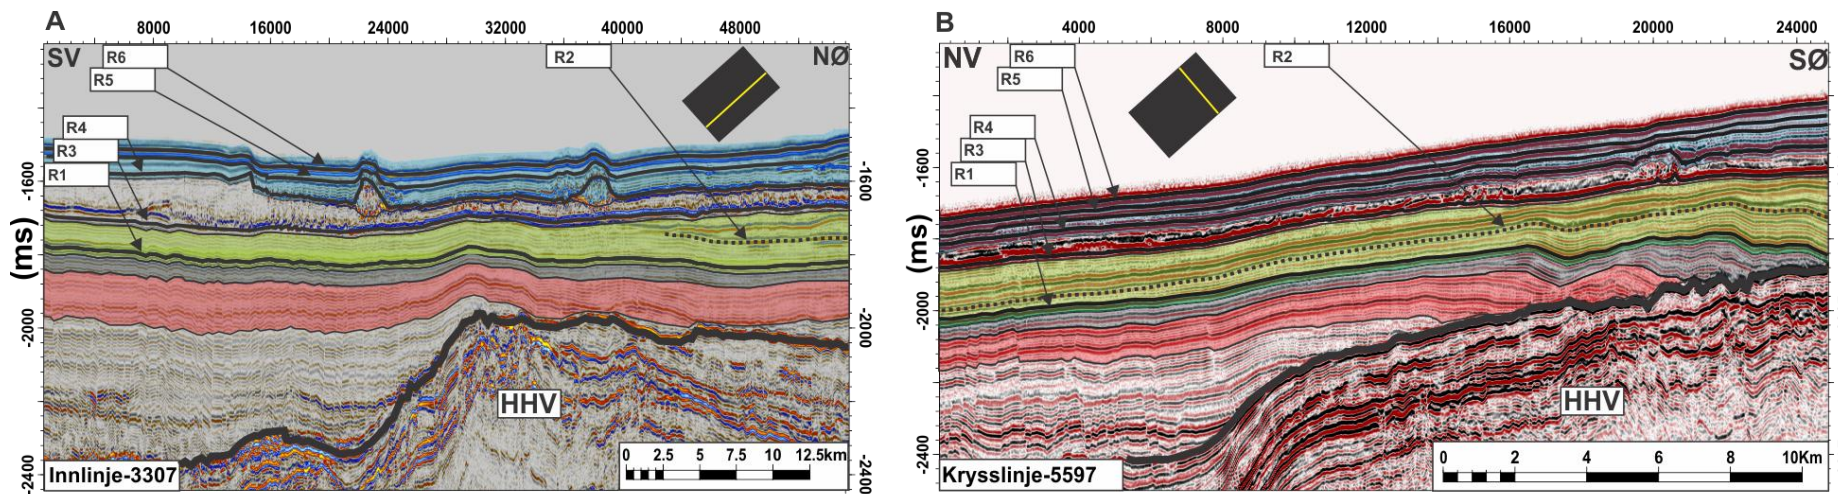 A
8000 16000 24000 32000 40000 48000
SV
NØ
R6
R5
R2
R4
R3
R1
-1600
-2000
-2400
(ms)
-1600
-2000
-2400
HHV
Innlinje-3307
0 2.5 5 7.5 10 12.5km
B
4000 8000 12000 16000 20000 24000
NV
SØ
R6
R5
R2
R4
R3
R1
-1600
-2000
-2400
(ms)
HHV
Krysslinje-5597
0 2 4 6 8 10Km